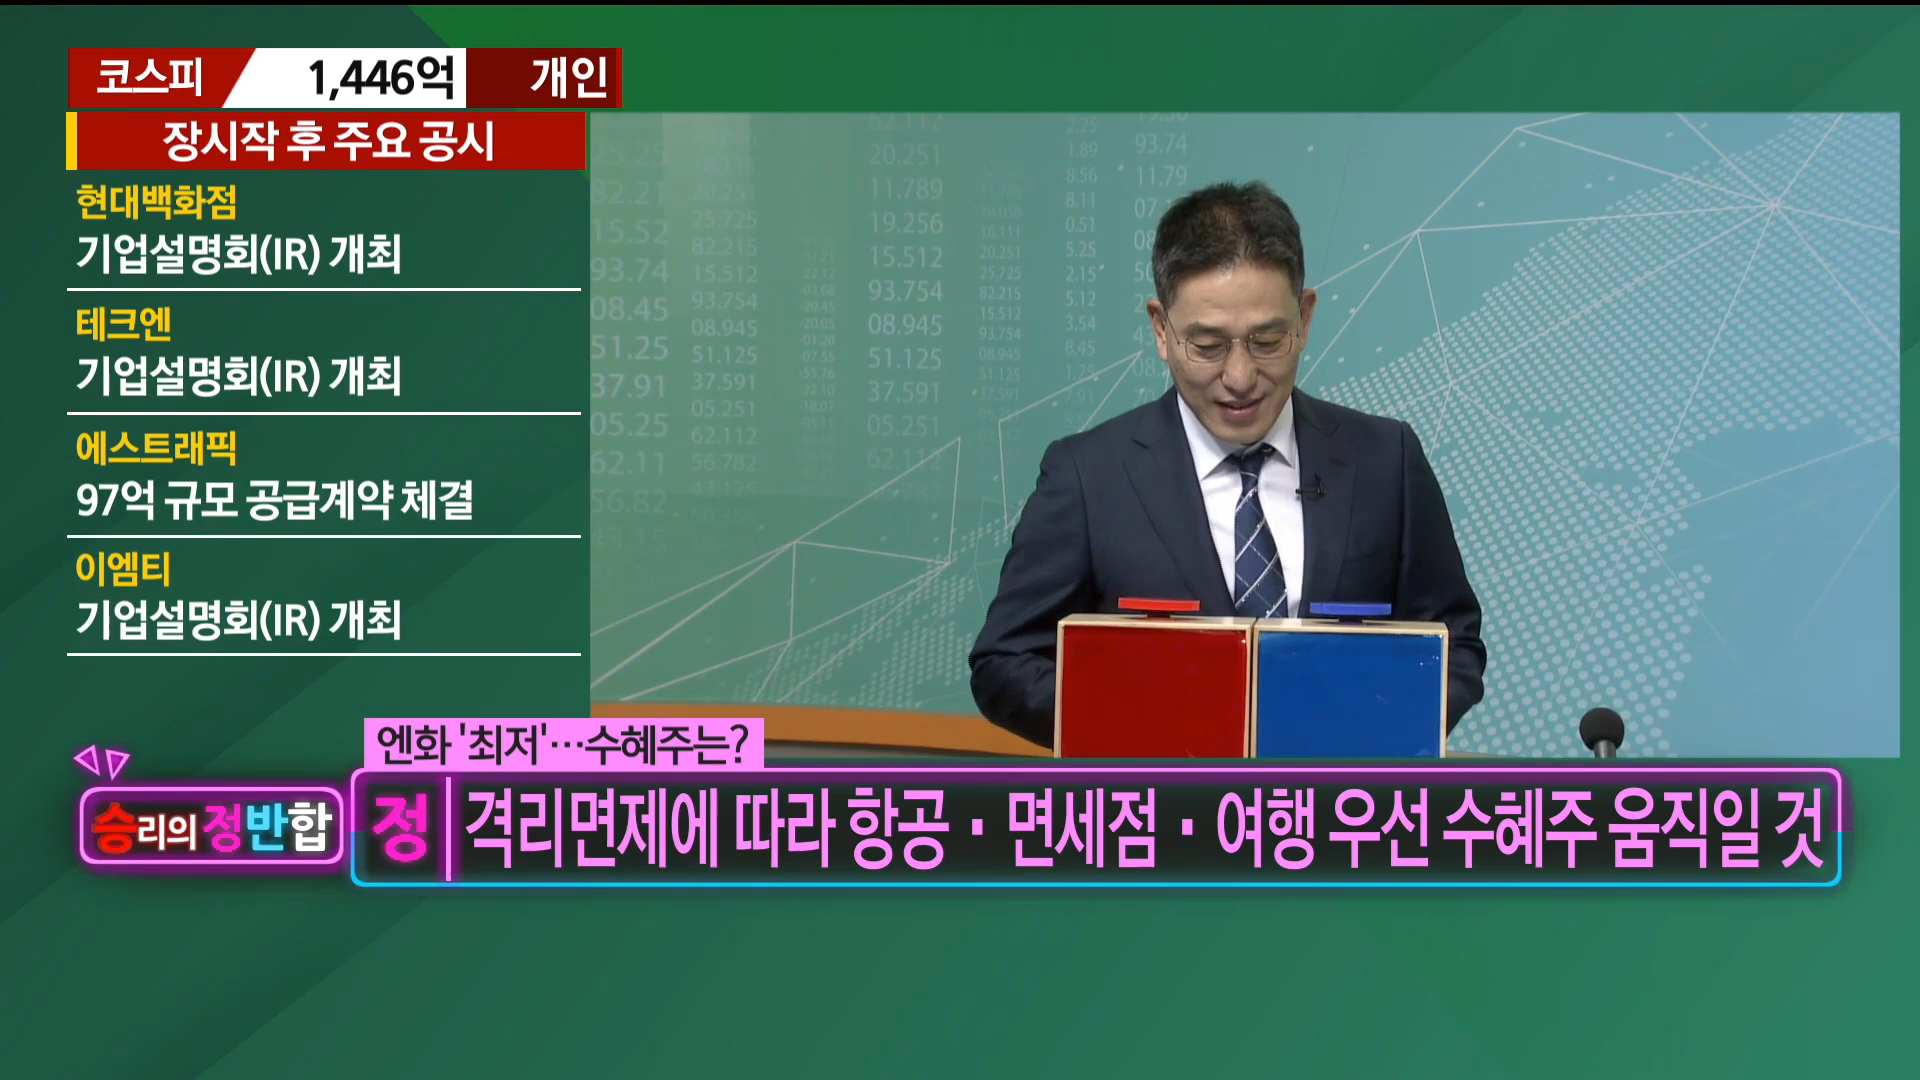 코스피 1,446억 개인
장시작 후 주요 공시
현대백화점
기업설명회(IR) 개최
테크엔
기업설명회(IR) 개최
에스트래픽
97억 규모 공급계약 체결
이엠티
기업설명회(IR) 개최
엔화 '최저'…수혜주는?
승리의 정반합
정 격리면제에 따라 항공·면세점·여행 우선 수혜주 움직일 것